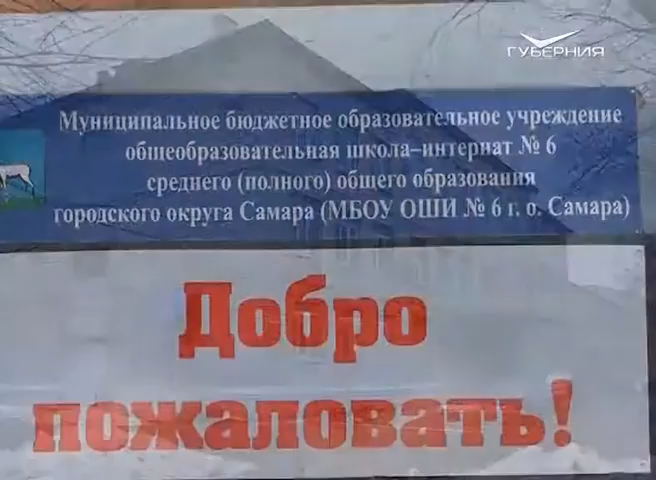 ГУБЕРНИЯ
Муниципальное бюджетное образовательное учреждение
общеобразовательная школа–интернат № 6
среднего (полного) общего образования
городского округа Самара (МБОУ ОШИ № 6 г. о. Самара)
Добро
пожаловать!